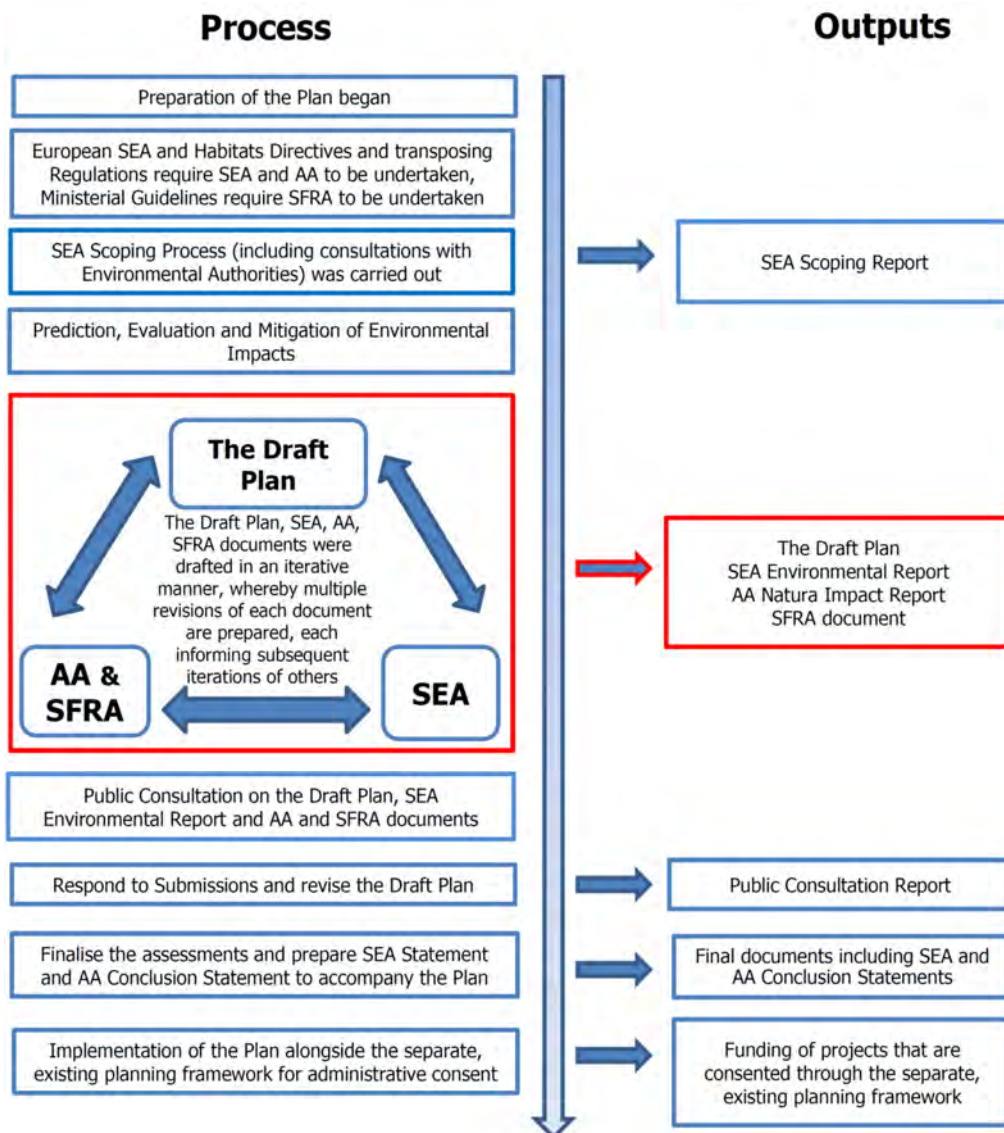 Process
Outputs
Preparation of the Plan began
European SEA and Habitats Directives and transposing
Regulations require SEA and AA to be undertaken,
Ministerial Guidelines require SFRA to be undertaken
SEA Scoping Process (including consultations with
Environmental Authorities) was carried out
SEA Scoping Report
Prediction, Evaluation and Mitigation of Environmental
Impacts
The Draft
Plan
The Draft Plan, SEA, AA,
SFRA documents were
drafted in an iterative
manner, whereby multiple
revisions of each document
are prepared, each
informing subsequent
iterations of others
AA &
SFRA
SEA
The Draft Plan
SEA Environmental Report
AA Natura Impact Report
SFRA document
Public Consultation on the Draft Plan, SEA
Environmental Report and AA and SFRA documents
Respond to Submissions and revise the Draft Plan
Public Consultation Report
Finalise the assessments and prepare SEA Statement
and AA Conclusion Statement to accompany the Plan
Final documents including SEA and
AA Conclusion Statements
Implementation of the Plan alongside the separate,
existing planning framework for administrative consent
Funding of projects that are
consented through the separate,
existing planning framework